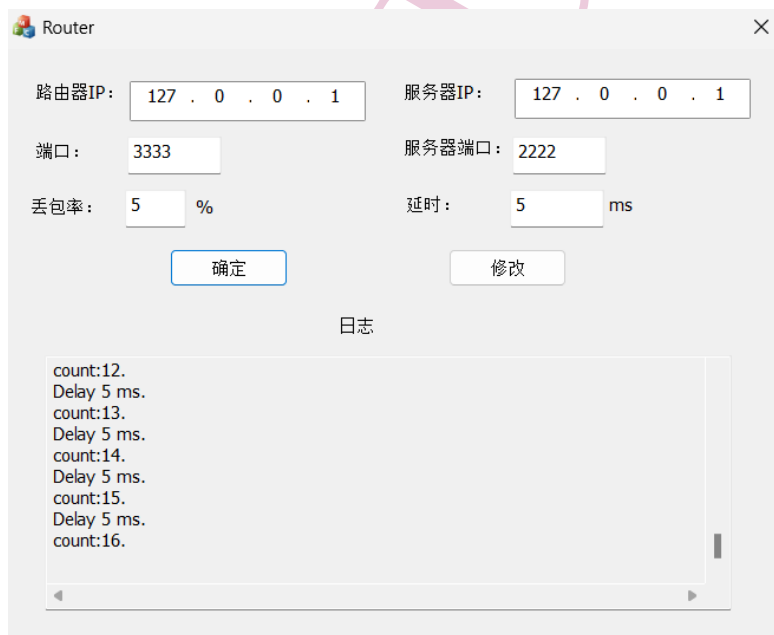 Router
路由器IP： 127 . 0 . 0 . 1 服务器IP： 127 . 0 . 0 . 1
端口： 3333 服务器端口： 2222
丢包率： 5 % 延时： 5 ms
确定 修改
日志
count:12.
Delay 5 ms.
count:13.
Delay 5 ms.
count:14.
Delay 5 ms.
count:15.
Delay 5 ms.
count:16.